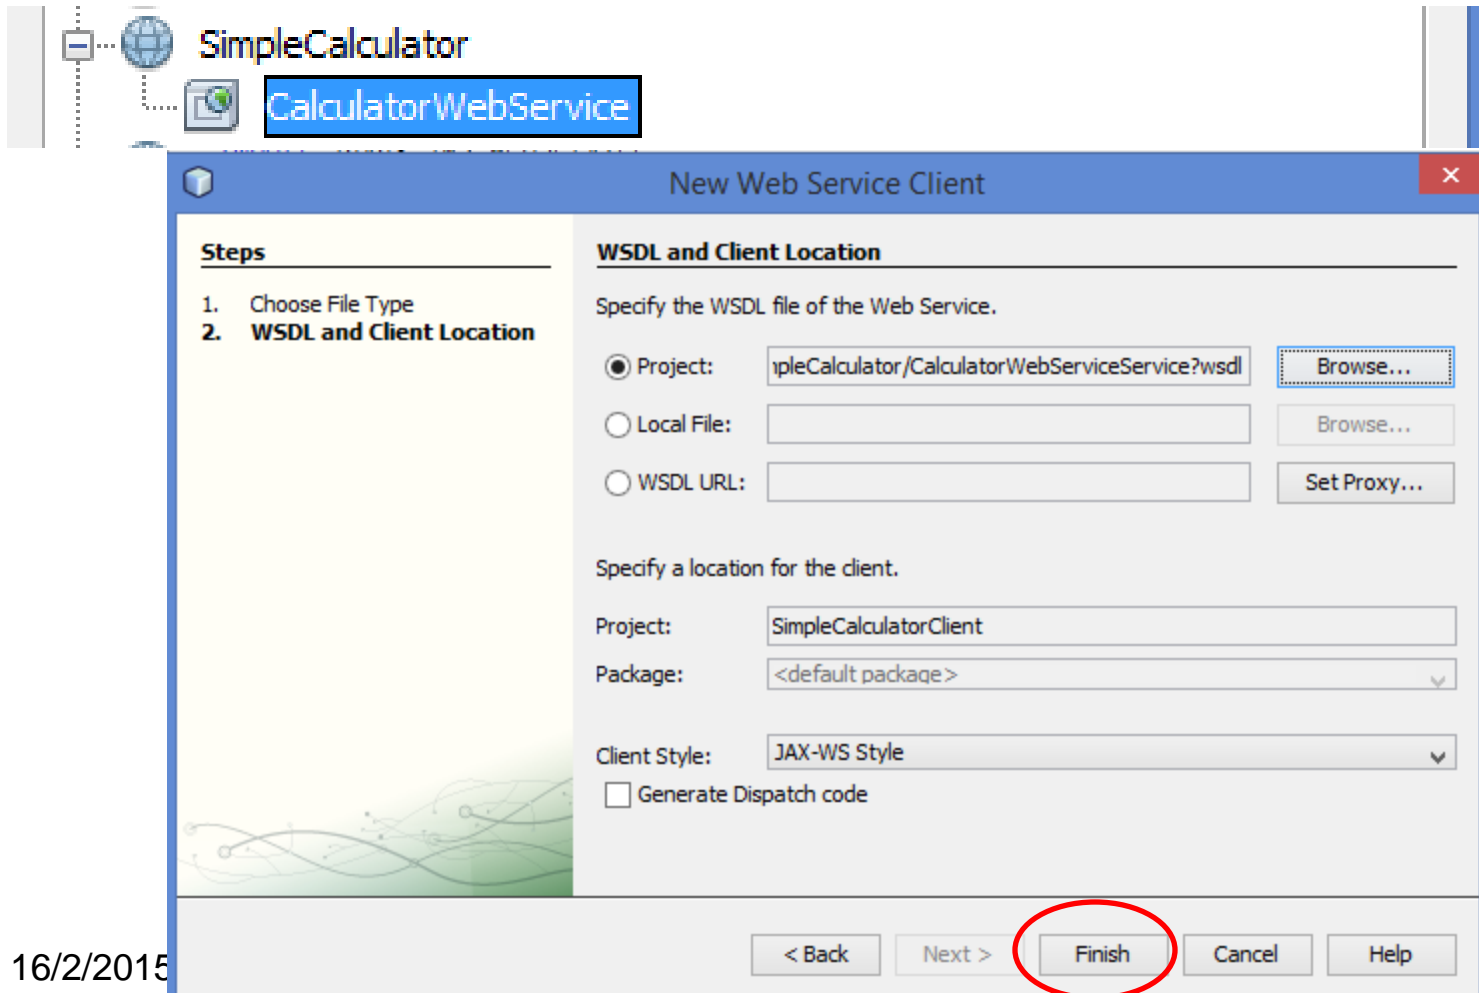 SimpleCalculator
CalculatorWebService
New Web Service Client
Steps
1. Choose File Type
2. WSDL and Client Location
WSDL and Client Location
Specify the WSDL file of the Web Service.
Project: pleCalculator/CalculatorWebServiceService?wsdl Browse...
Local File: Browse...
WSDL URL: Set Proxy...
Specify a location for the client.
Project: SimpleCalculatorClient
Package: <default package>
Client Style: JAX-WS Style
Generate Dispatch code
< Back Next > Finish Cancel Help
16/2/2015